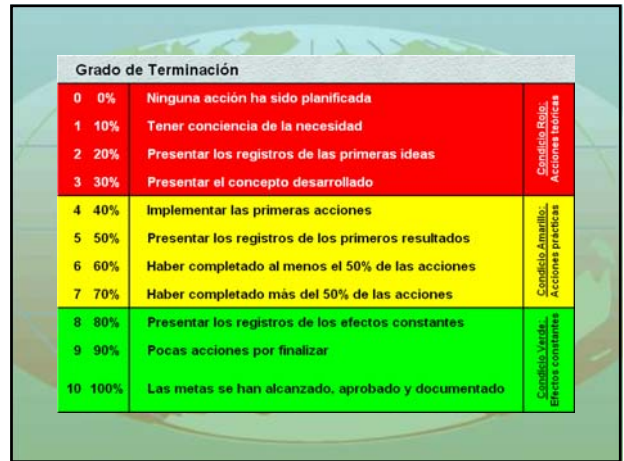 Grado de Terminación
0 0% Ninguna acción ha sido planificada
1 10% Tener conciencia de la necesidad
2 20% Presentar los registros de las primeras ideas
3 30% Presentar el concepto desarrollado
Condicio Rojo:
Acciones teóricas
4 40% Implementar las primeras acciones
5 50% Presentar los registros de los primeros resultados
6 60% Haber completado al menos el 50% de las acciones
7 70% Haber completado más del 50% de las acciones
Condicio Amarillo:
Acciones prácticas
8 80% Presentar los registros de los efectos constantes
9 90% Pocas acciones por finalizar
10 100% Las metas se han alcanzado, aprobado y documentado
Condicio Verde:
Efectos constantes